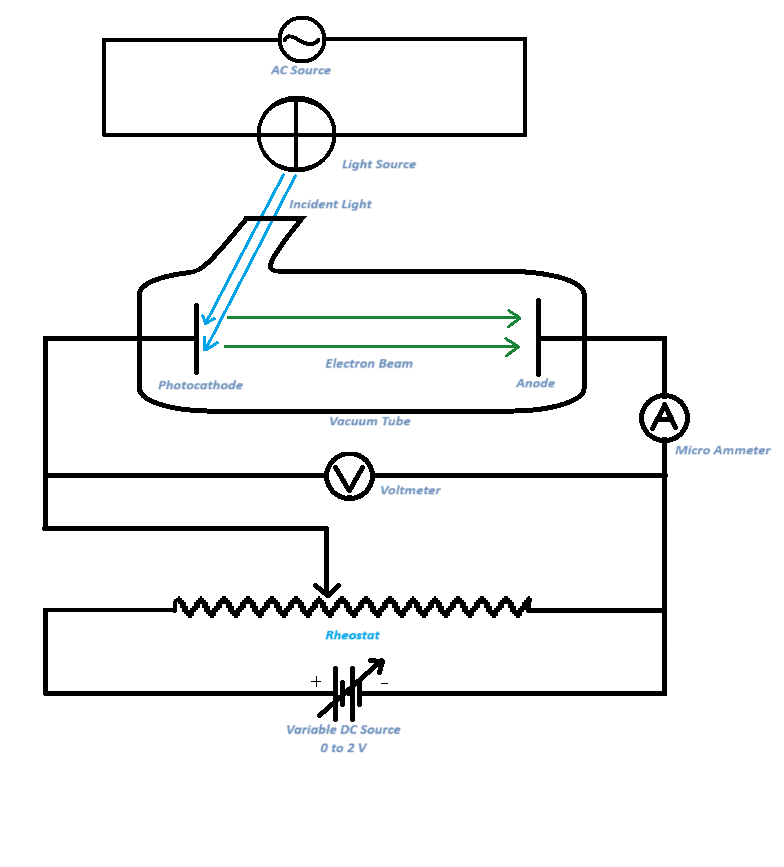 AC Source
Light Source
Incident Light
Electron Beam
Photocathode
Anode
Vacuum Tube
A
Micro Ammeter
V
Voltmeter
Rheostat
+ −
Variable DC Source
0 to 2 V